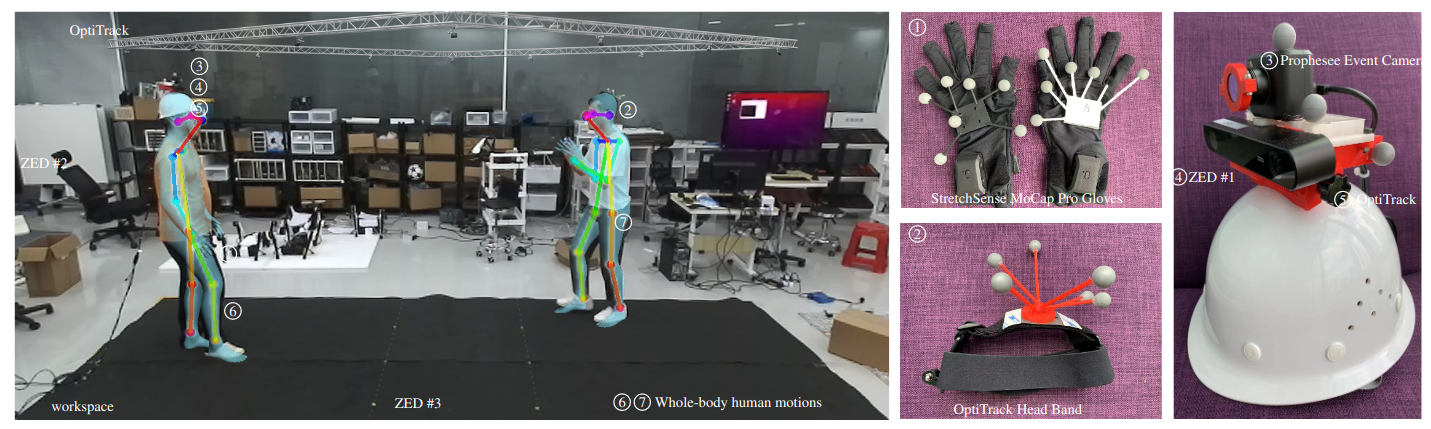 OptiTrack
③
④
⑤
②
ZED #2
⑦
①
⑥
workspace
ZED #3
⑥⑦ Whole-body human motions
①
StretchSense MoCap Pro Gloves
②
OptiTrack Head Band
③ Prophesee Event Camer
④ ZED #1
⑤ OptiTrack